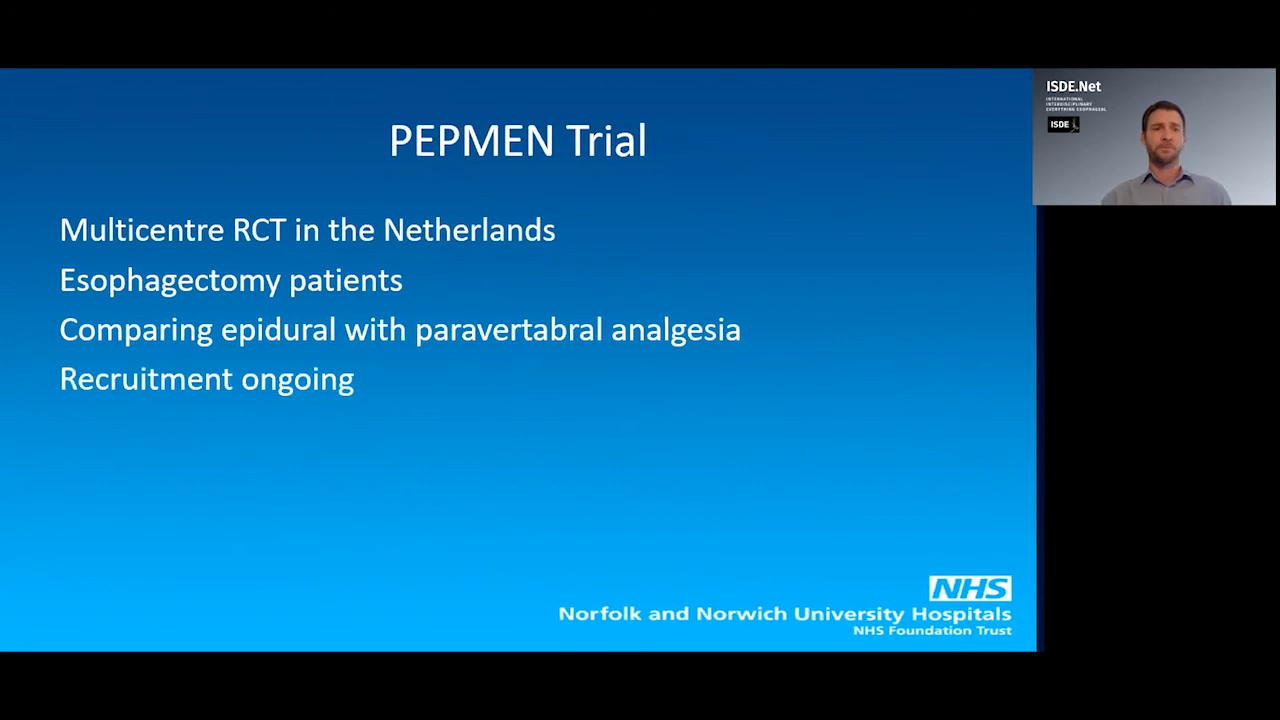 PEPMEN Trial
Multicentre RCT in the Netherlands
Esophagectomy patients
Comparing epidural with paravertabral analgesia
Recruitment ongoing
NHS
Norfolk and Norwich University Hospitals
NHS Foundation Trust
ISDE.Net
INTERNATIONAL
INTERDISCIPLINARY
EVERYTHING ESOPHAGEAL
ISDE